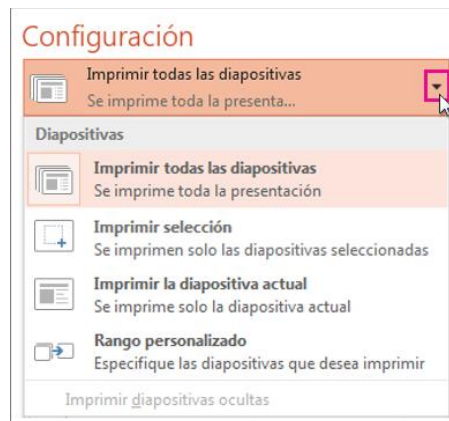 Configuración
Imprimir todas las diapositivas
Se imprime toda la presenta...
Diapositivas
Imprimir todas las diapositivas
Se imprime toda la presentación
Imprimir selección
Se imprimen solo las diapositivas seleccionadas
Imprimir la diapositiva actual
Se imprime solo la diapositiva actual
Rango personalizado
Especifique las diapositivas que desea imprimir
Imprimir diapositivas ocultas